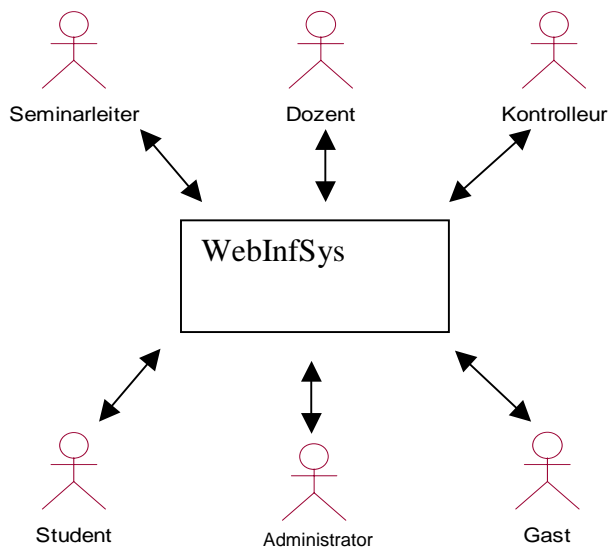 Seminarleiter
Dozent
Kontrolleur
WebInfSys
Student
Administrator
Gast